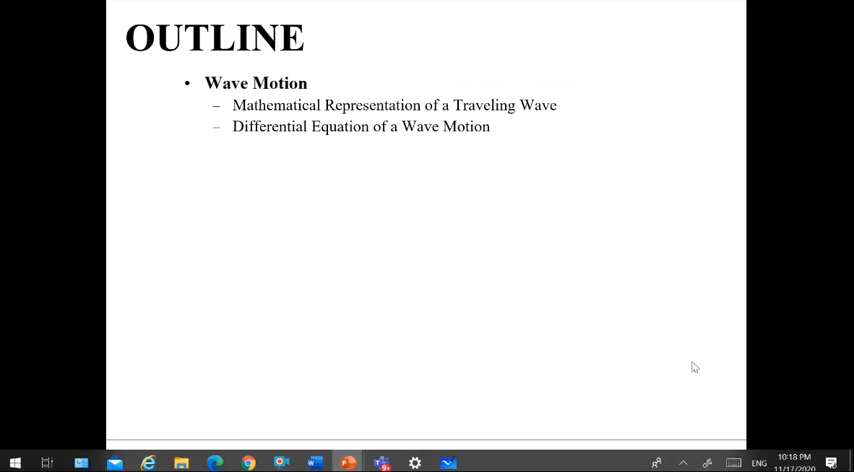 OUTLINE
• Wave Motion
– Mathematical Representation of a Traveling Wave
– Differential Equation of a Wave Motion
9+
ENG
10:18 PM
11/17/2020